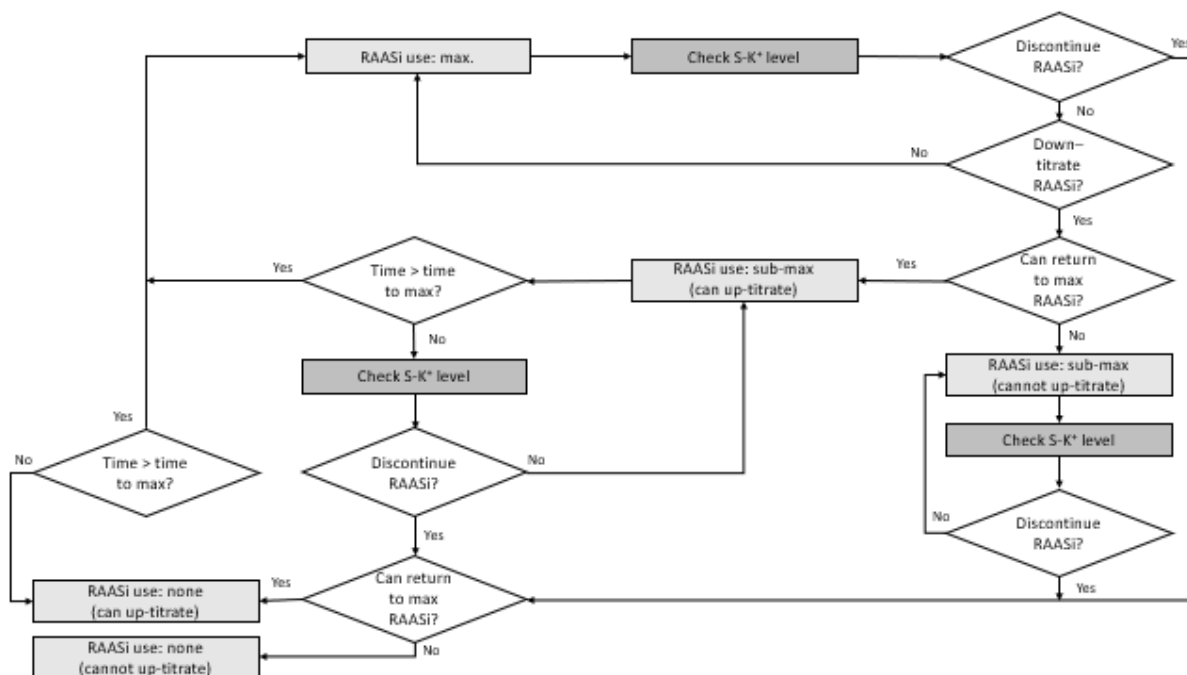 RAASi use: max.
Check S-K⁺ level
Discontinue
RAASi?
Yes
No
Down–
titrate
RAASi?
No
Yes
Can return
to max
RAASi?
Yes
RAASi use: sub-max
(can up-titrate)
Time > time
to max?
Yes
No
No
RAASi use: sub-max
(cannot up-titrate)
Check S-K⁺ level
Check S-K⁺ level
Yes
No
Time > time
to max?
Discontinue
RAASi?
No
Discontinue
RAASi?
No
Yes
Yes
Can return
to max
RAASi?
Yes
No
RAASi use: none
(can up-titrate)
RAASi use: none
(cannot up-titrate)